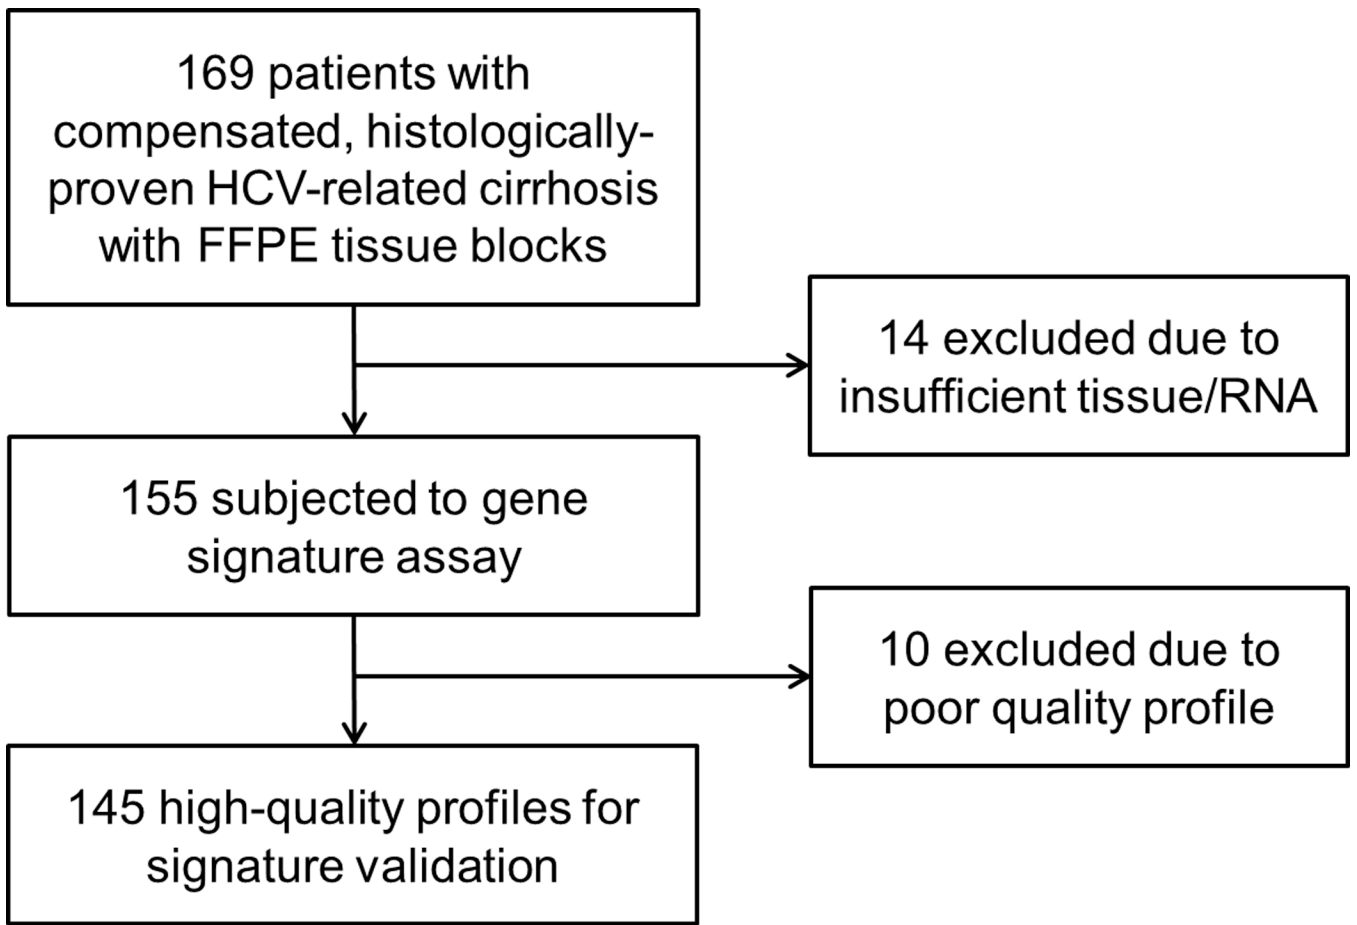 169 patients with
compensated, histologically-
proven HCV-related cirrhosis
with FFPE tissue blocks
14 excluded due to
insufficient tissue/RNA
155 subjected to gene
signature assay
10 excluded due to
poor quality profile
145 high-quality profiles for
signature validation